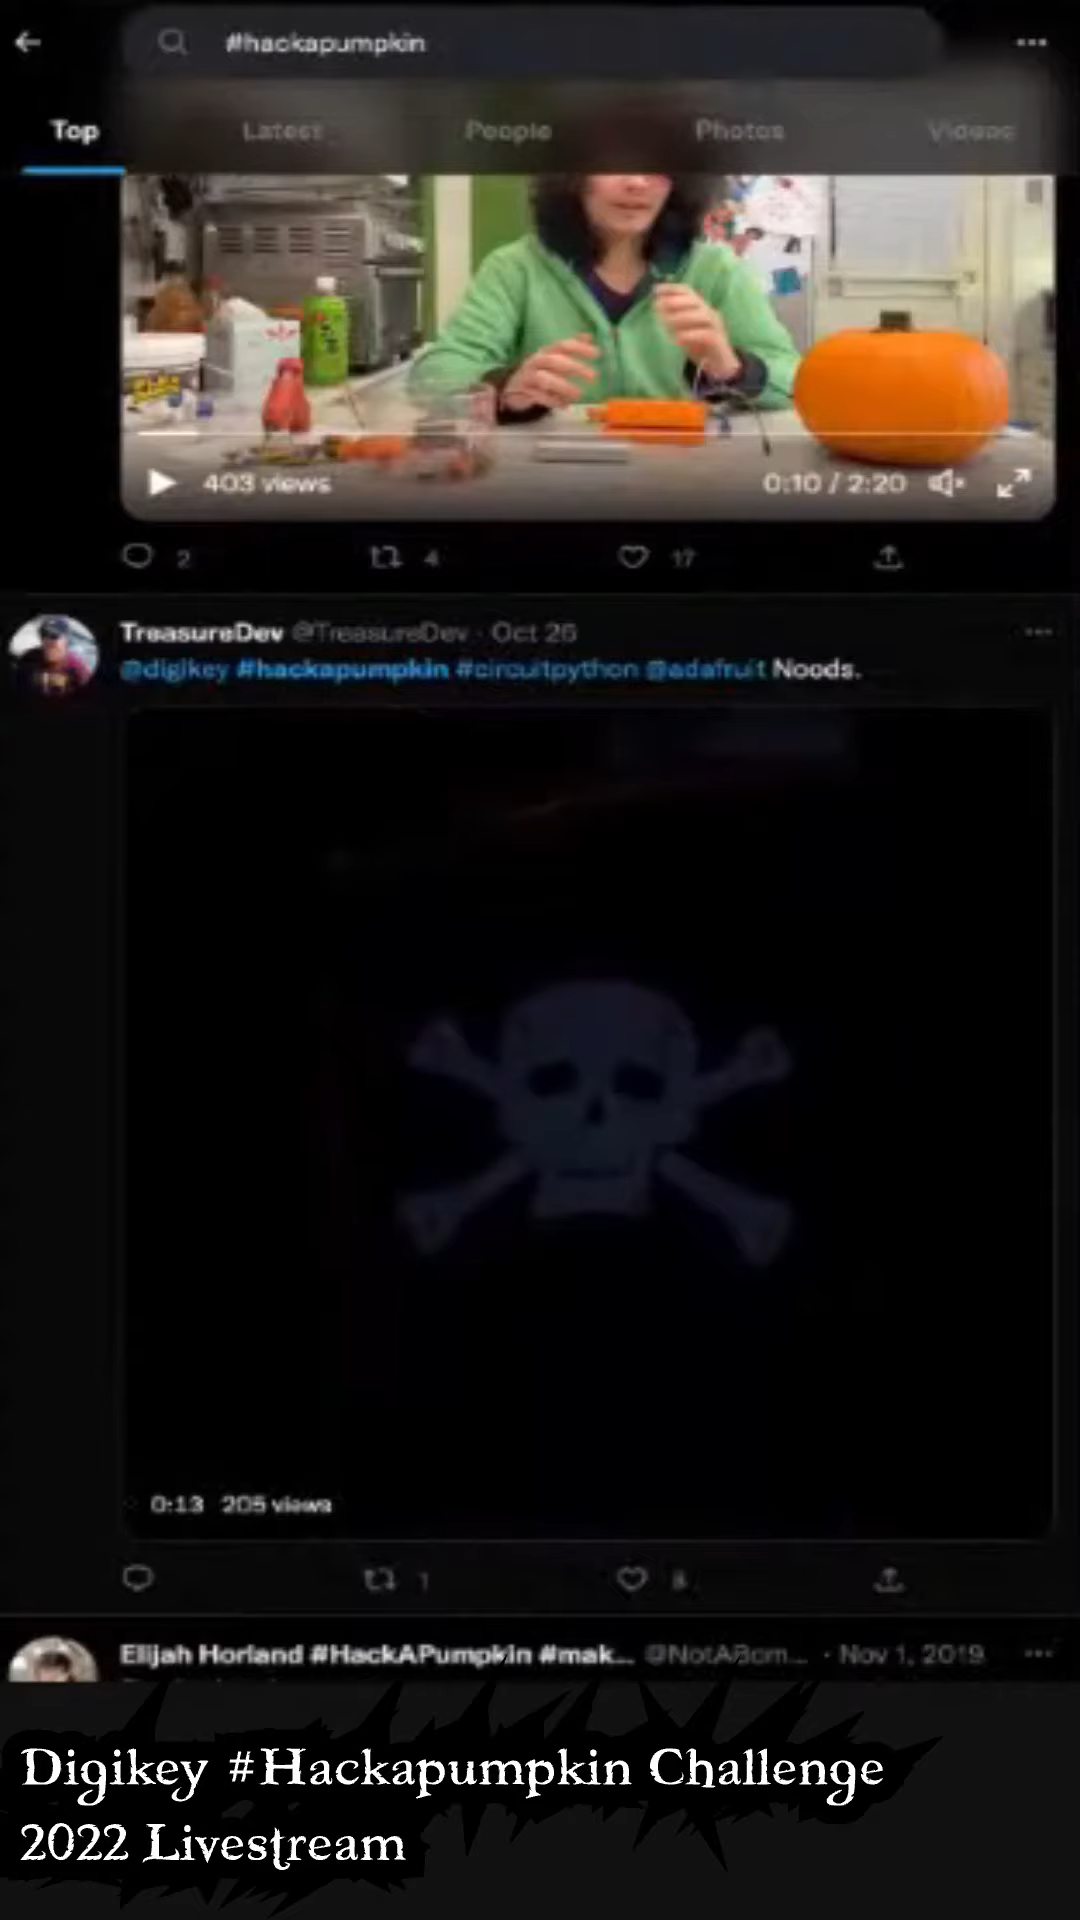 #hackapumpkin
Top Latest People Photos Videos
403 views 0:10 / 2:20
2 4 17
TreasureDev @TreasureDev · Oct 26
@digikey #hackapumpkin #circuitpython @adafruit Noods.
0:13 205 views
1 8
Elijah Horland #HackAPumpkin #mak... @NotABom... · Nov 1, 2019
Digikey #Hackapumpkin Challenge
2022 Livestream